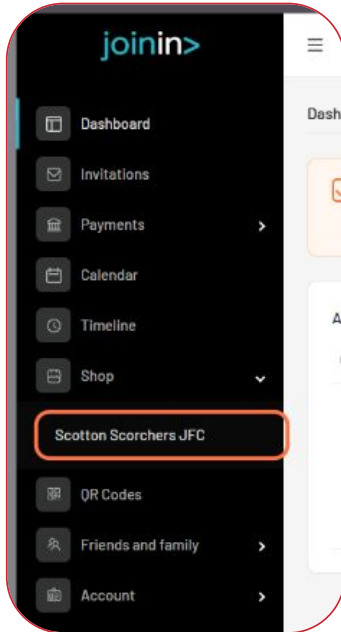 joinin>
Dash
Dashboard
Invitations
Payments
Calendar
Timeline
A
Shop
Scotton Scorchers JFC
QR Codes
Friends and family
Account